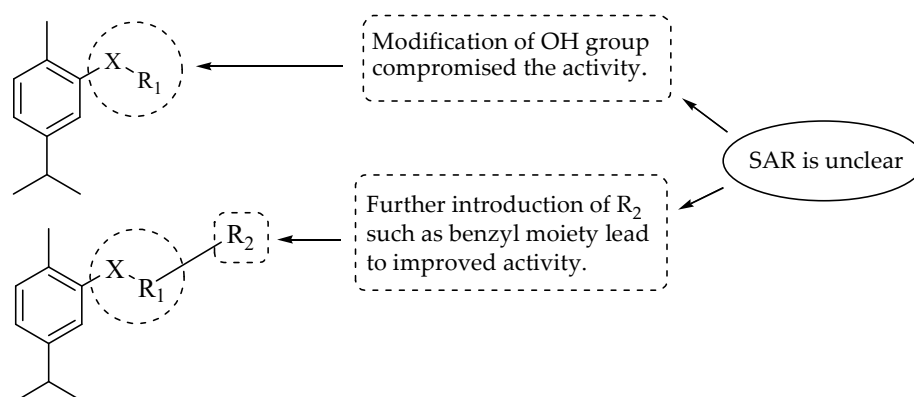 X
R₁
Modification of OH group
compromised the activity.
SAR is unclear
Further introduction of R₂
such as benzyl moiety lead
to improved activity.
R₂
X
R₁